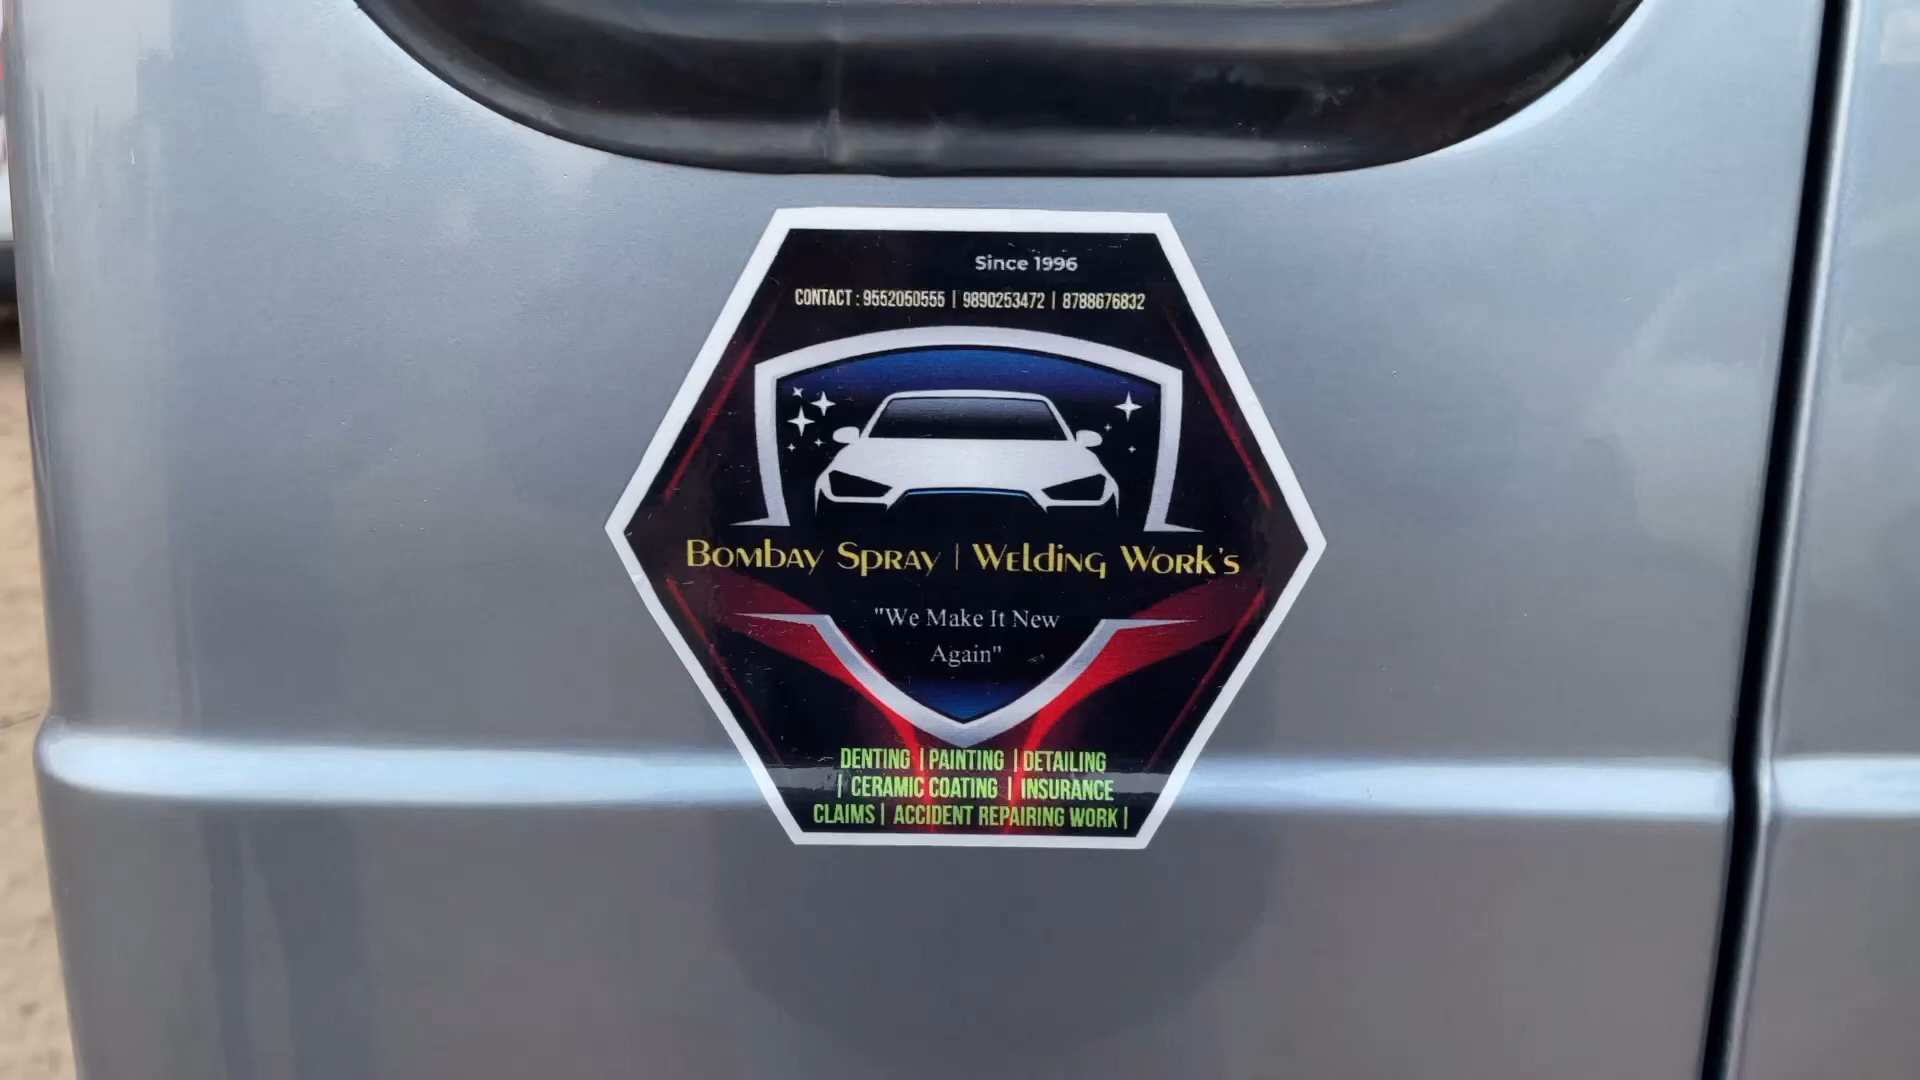 Since 1996
CONTACT : 9552050555 | 9890253472 | 8788676832
Bombay Spray | Welding Work's
"We Make It New
Again"
DENTING | PAINTING | DETAILING
| CERAMIC COATING | INSURANCE
CLAIMS | ACCIDENT REPAIRING WORK |